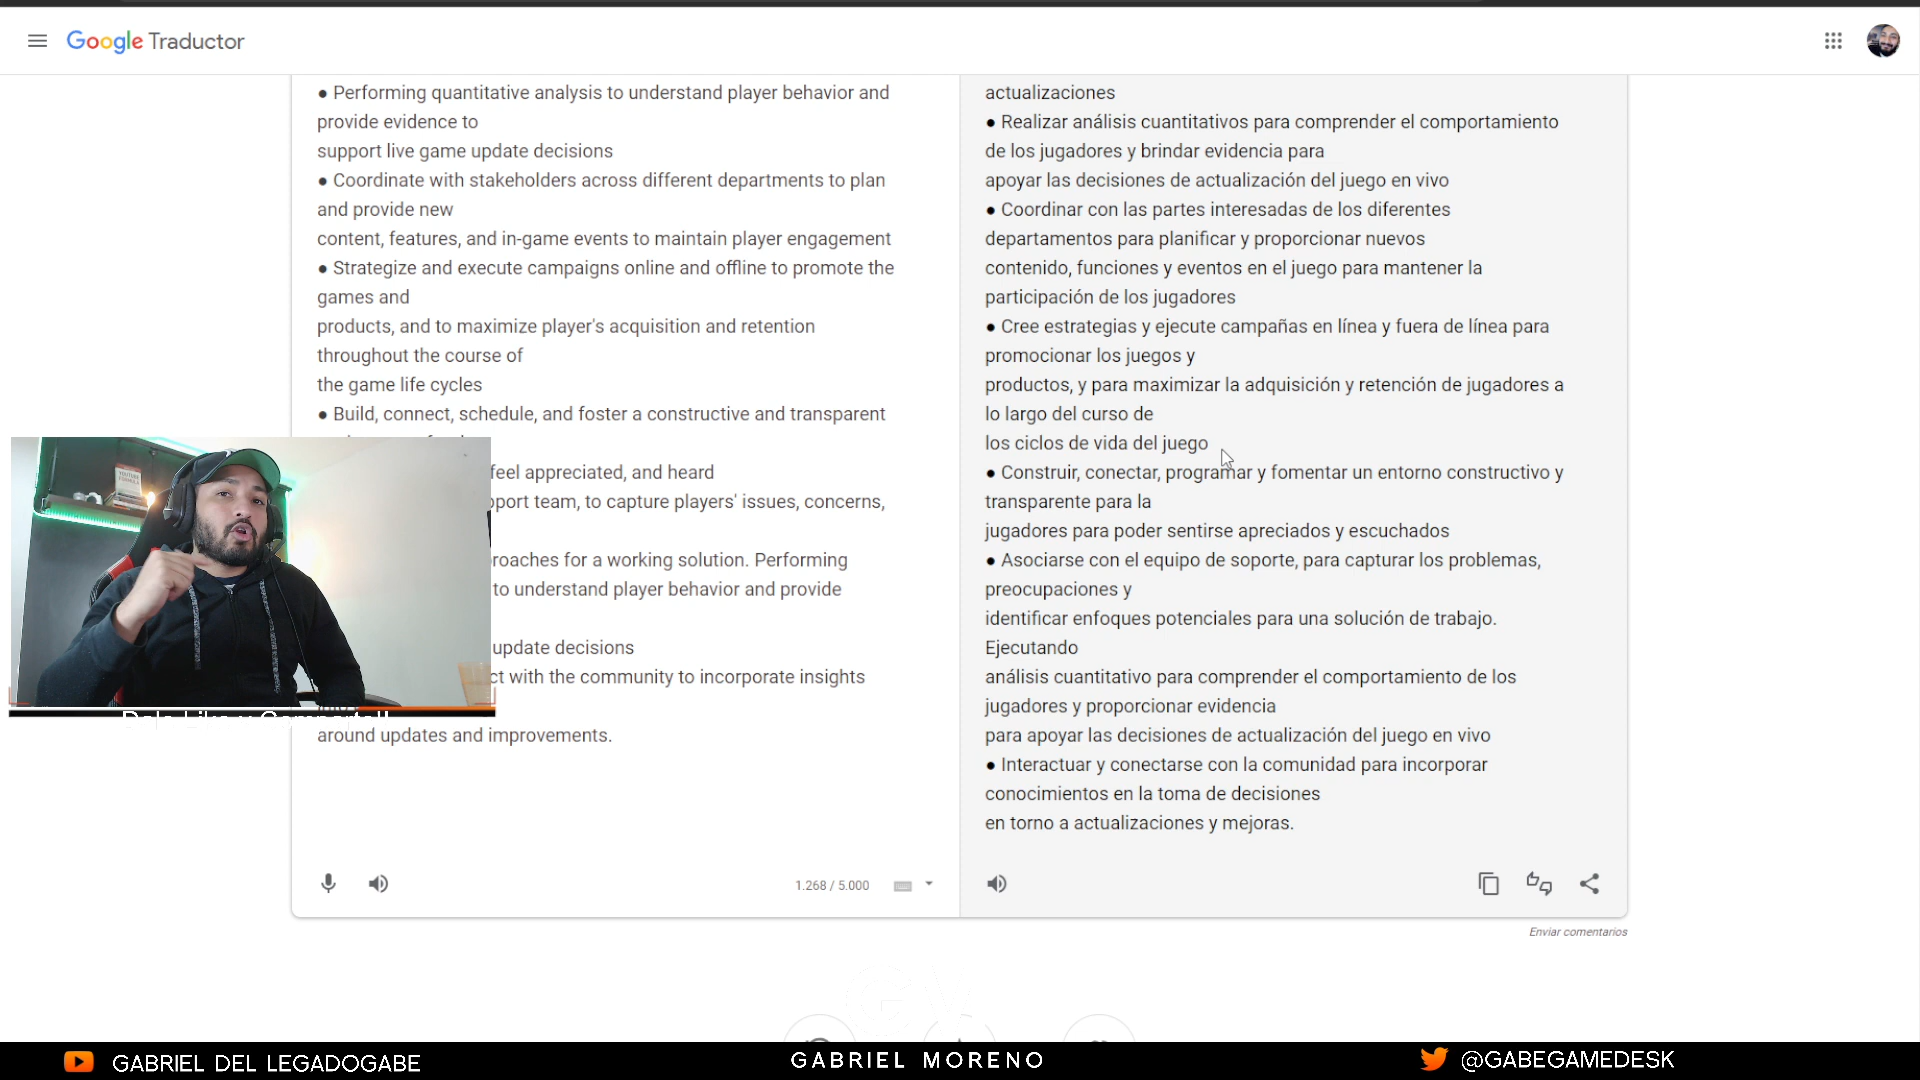 Google Traductor
● Performing quantitative analysis to understand player behavior and
provide evidence to
support live game update decisions
● Coordinate with stakeholders across different departments to plan
and provide new
content, features, and in-game events to maintain player engagement
● Strategize and execute campaigns online and offline to promote the
games and
products, and to maximize player's acquisition and retention
throughout the course of
the game life cycles
● Build, connect, schedule, and foster a constructive and transparent
feel appreciated, and heard
team, to capture players' issues, concerns,
for a working solution. Performing
to understand player behavior and provide
update decisions
with the community to incorporate insights
around updates and improvements.
1.268 / 5.000
actualizaciones
● Realizar análisis cuantitativos para comprender el comportamiento
de los jugadores y brindar evidencia para
apoyar las decisiones de actualización del juego en vivo
● Coordinar con las partes interesadas de los diferentes
departamentos para planificar y proporcionar nuevos
contenido, funciones y eventos en el juego para mantener la
participación de los jugadores
● Cree estrategias y ejecute campañas en línea y fuera de línea para
promocionar los juegos y
productos, y para maximizar la adquisición y retención de jugadores a
lo largo del curso de
los ciclos de vida del juego
● Construir, conectar, programar y fomentar un entorno constructivo y
transparente para la
jugadores para poder sentirse apreciados y escuchados
● Asociarse con el equipo de soporte, para capturar los problemas,
preocupaciones y
identificar enfoques potenciales para una solución de trabajo.
Ejecutando
análisis cuantitativo para comprender el comportamiento de los
jugadores y proporcionar evidencia
para apoyar las decisiones de actualización del juego en vivo
● Interactuar y conectarse con la comunidad para incorporar
conocimientos en la toma de decisiones
en torno a actualizaciones y mejoras.
Enviar comentarios
GABRIEL DEL LEGADOGABE
GABRIEL MORENO
@GABEGAMEDESK